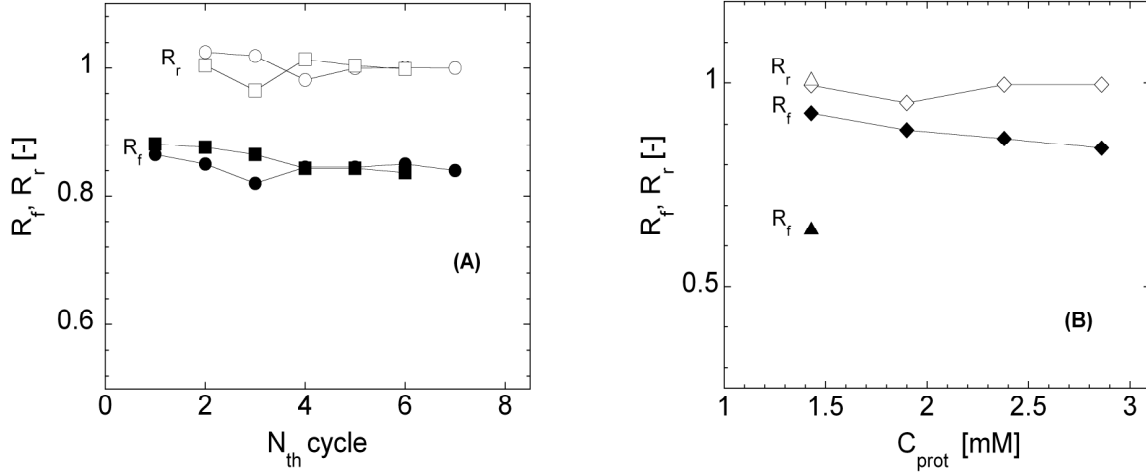 R_f, R_r [-]
1
0.8
0.6
R_r
R_f
(A)
0 2 4 6 8
N_th cycle
R_f, R_r [-]
1
0.5
R_r
R_f
R_f
(B)
1 1.5 2 2.5 3
C_prot [mM]